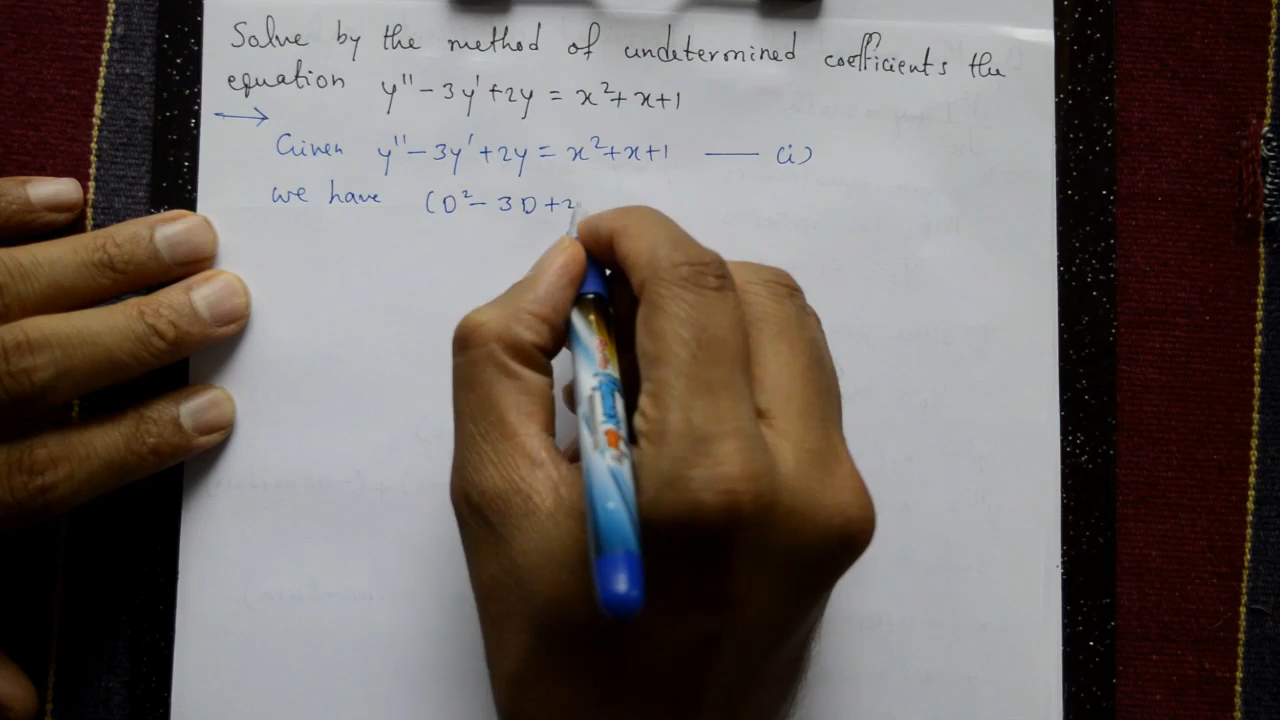 Solve by the method of undetermined coefficients the
equation y'' - 3y' + 2y = x² + x + 1
→
Given y'' - 3y' + 2y = x² + x + 1 —— (i)
we have (D² - 3D + 2